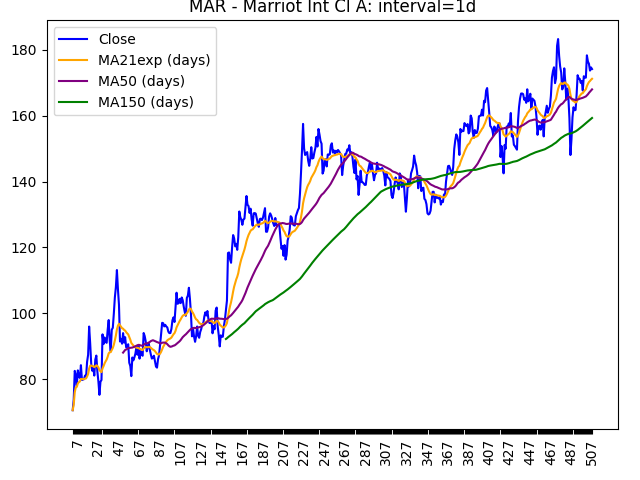 MAR - Marriot Int Cl A: interval=1d
Close
MA21exp (days)
MA50 (days)
MA150 (days)
180
160
140
120
100
80
7 27 47 67 87 107 127 147 167 187 207 227 247 267 287 307 327 347 367 387 407 427 447 467 487 507